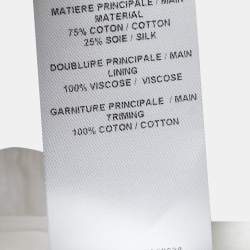 MATIERE PRINCIPALE / MAIN
MATERIAL
75% COTON / COTTON
25% SOIE / SILK
DOUBLURE PRINCIPALE / MAIN
LINING
100% VISCOSE / VISCOSE
GARNITURE PRINCIPALE / MAIN
TRIMING
100% COTON / COTTON